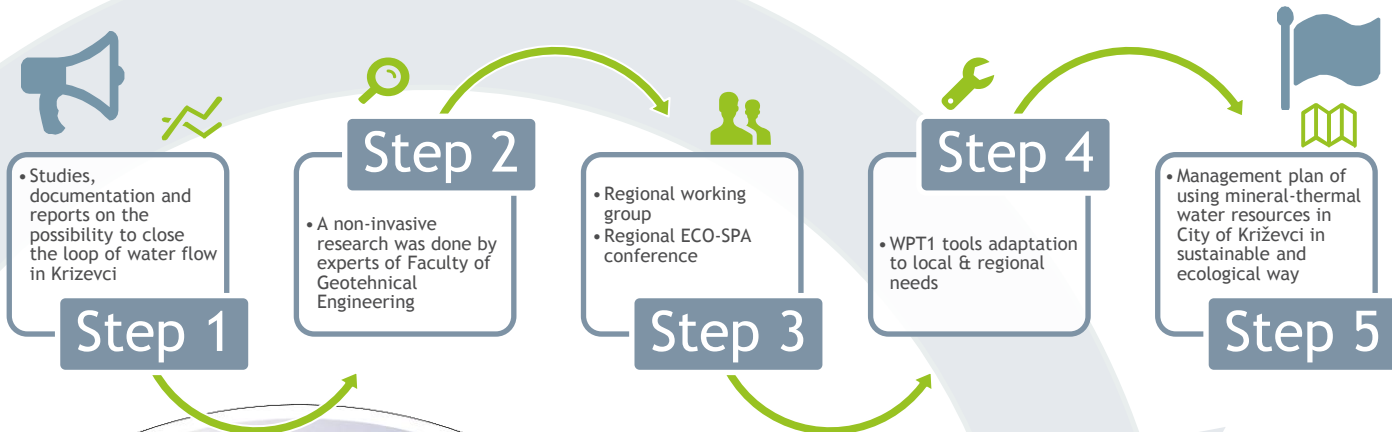 • Studies,
documentation and
reports on the
possibility to close
the loop of water flow
in Krizevci
Step 1
Step 2
• A non-invasive
research was done by
experts of Faculty of
Geotehnical
Engineering
• Regional working
group
• Regional ECO-SPA
conference
Step 3
Step 4
• WPT1 tools adaptation
to local & regional
needs
• Management plan of
using mineral-thermal
water resources in
City of Križevci in
sustainable and
ecological way
Step 5